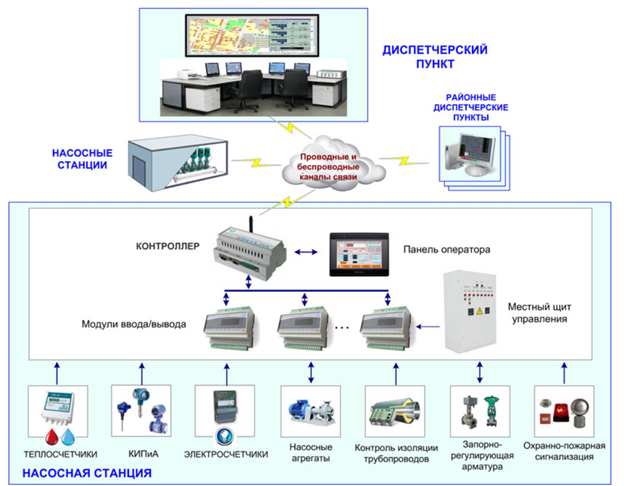 ДИСПЕТЧЕРСКИЙ
ПУНКТ
РАЙОННЫЕ
ДИСПЕТЧЕРСКИЕ
ПУНКТЫ
НАСОСНЫЕ
СТАНЦИИ
Проводные и
беспроводные
каналы связи
КОНТРОЛЛЕР
Панель оператора
Модули ввода/вывода
...
Местный щит
управления
ТЕПЛОСЧЕТЧИКИ
КИПиА
ЭЛЕКТРОСЧЕТЧИКИ
Насосные
агрегаты
Контроль изоляции
трубопроводов
Запорно-
регулирующая
арматура
Охранно-пожарная
сигнализация
НАСОСНАЯ СТАНЦИЯ